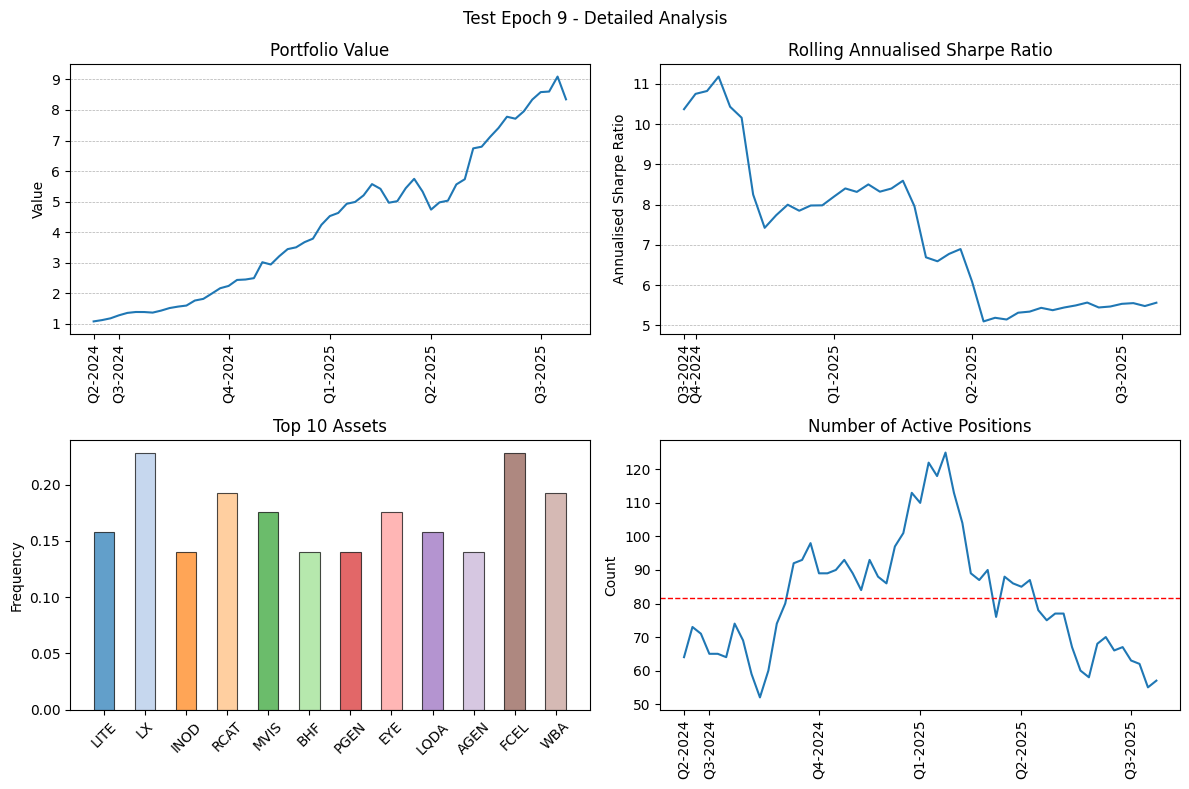 Test Epoch 9 - Detailed Analysis
Portfolio Value
Value
9
8
7
6
5
4
3
2
1
Q2-2024
Q3-2024
Q4-2024
Q1-2025
Q2-2025
Q3-2025
Rolling Annualised Sharpe Ratio
Annualised Sharpe Ratio
11
10
9
8
7
6
5
Q3-2024
Q4-2024
Q1-2025
Q2-2025
Q3-2025
Top 10 Assets
Frequency
0.20
0.15
0.10
0.05
0.00
LITE
LX
INOD
RCAT
MVIS
BHF
PGEN
EYE
LQDA
AGEN
FCEL
WBA
Number of Active Positions
Count
120
110
100
90
80
70
60
50
Q2-2024
Q3-2024
Q4-2024
Q1-2025
Q2-2025
Q3-2025